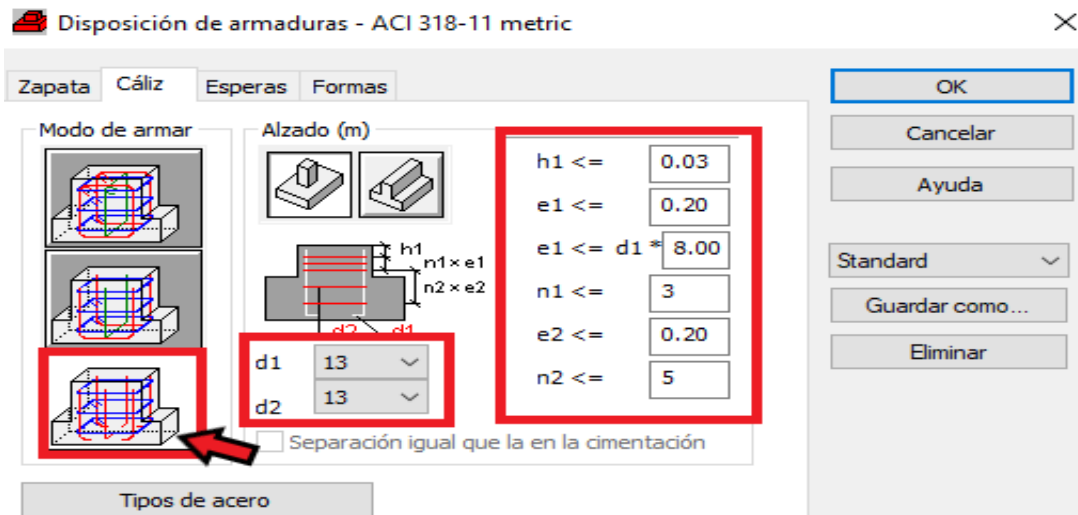 Disposición de armaduras - ACI 318-11 metric
Zapata Cáliz Esperas Formas
Modo de armar
Alzado (m)
h1
n1×e1
n2×e2
d2 d1
d1 13
d2 13
h1 <= 0.03
e1 <= 0.20
e1 <= d1 * 8.00
n1 <= 3
e2 <= 0.20
n2 <= 5
Separación igual que la en la cimentación
Tipos de acero
OK
Cancelar
Ayuda
Standard
Guardar como...
Eliminar